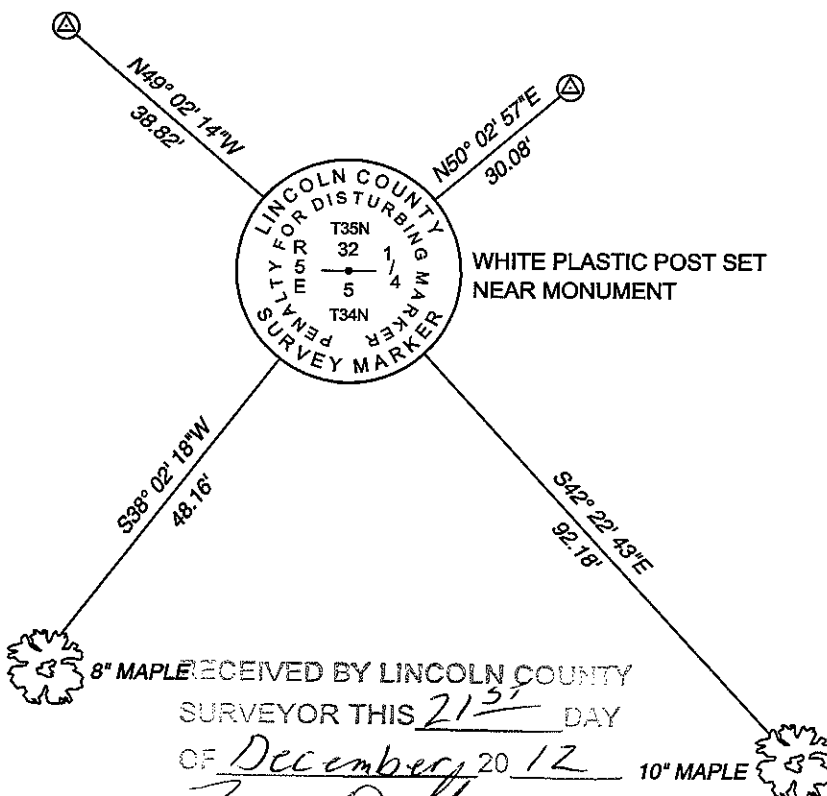 N49° 02' 14"W
38.82'
N50° 02' 57"E
30.08'
LINCOLN COUNTY
SURVEY MARKER
PENALTY FOR DISTURBING MARKER
T35N
R5E
32
1/4
5
T34N
WHITE PLASTIC POST SET
NEAR MONUMENT
S38° 02' 18"W
48.16'
S42° 22' 43"E
92.18'
8" MAPLE
RECEIVED BY LINCOLN COUNTY
SURVEYOR THIS 21ST DAY
OF December 20 12
10" MAPLE